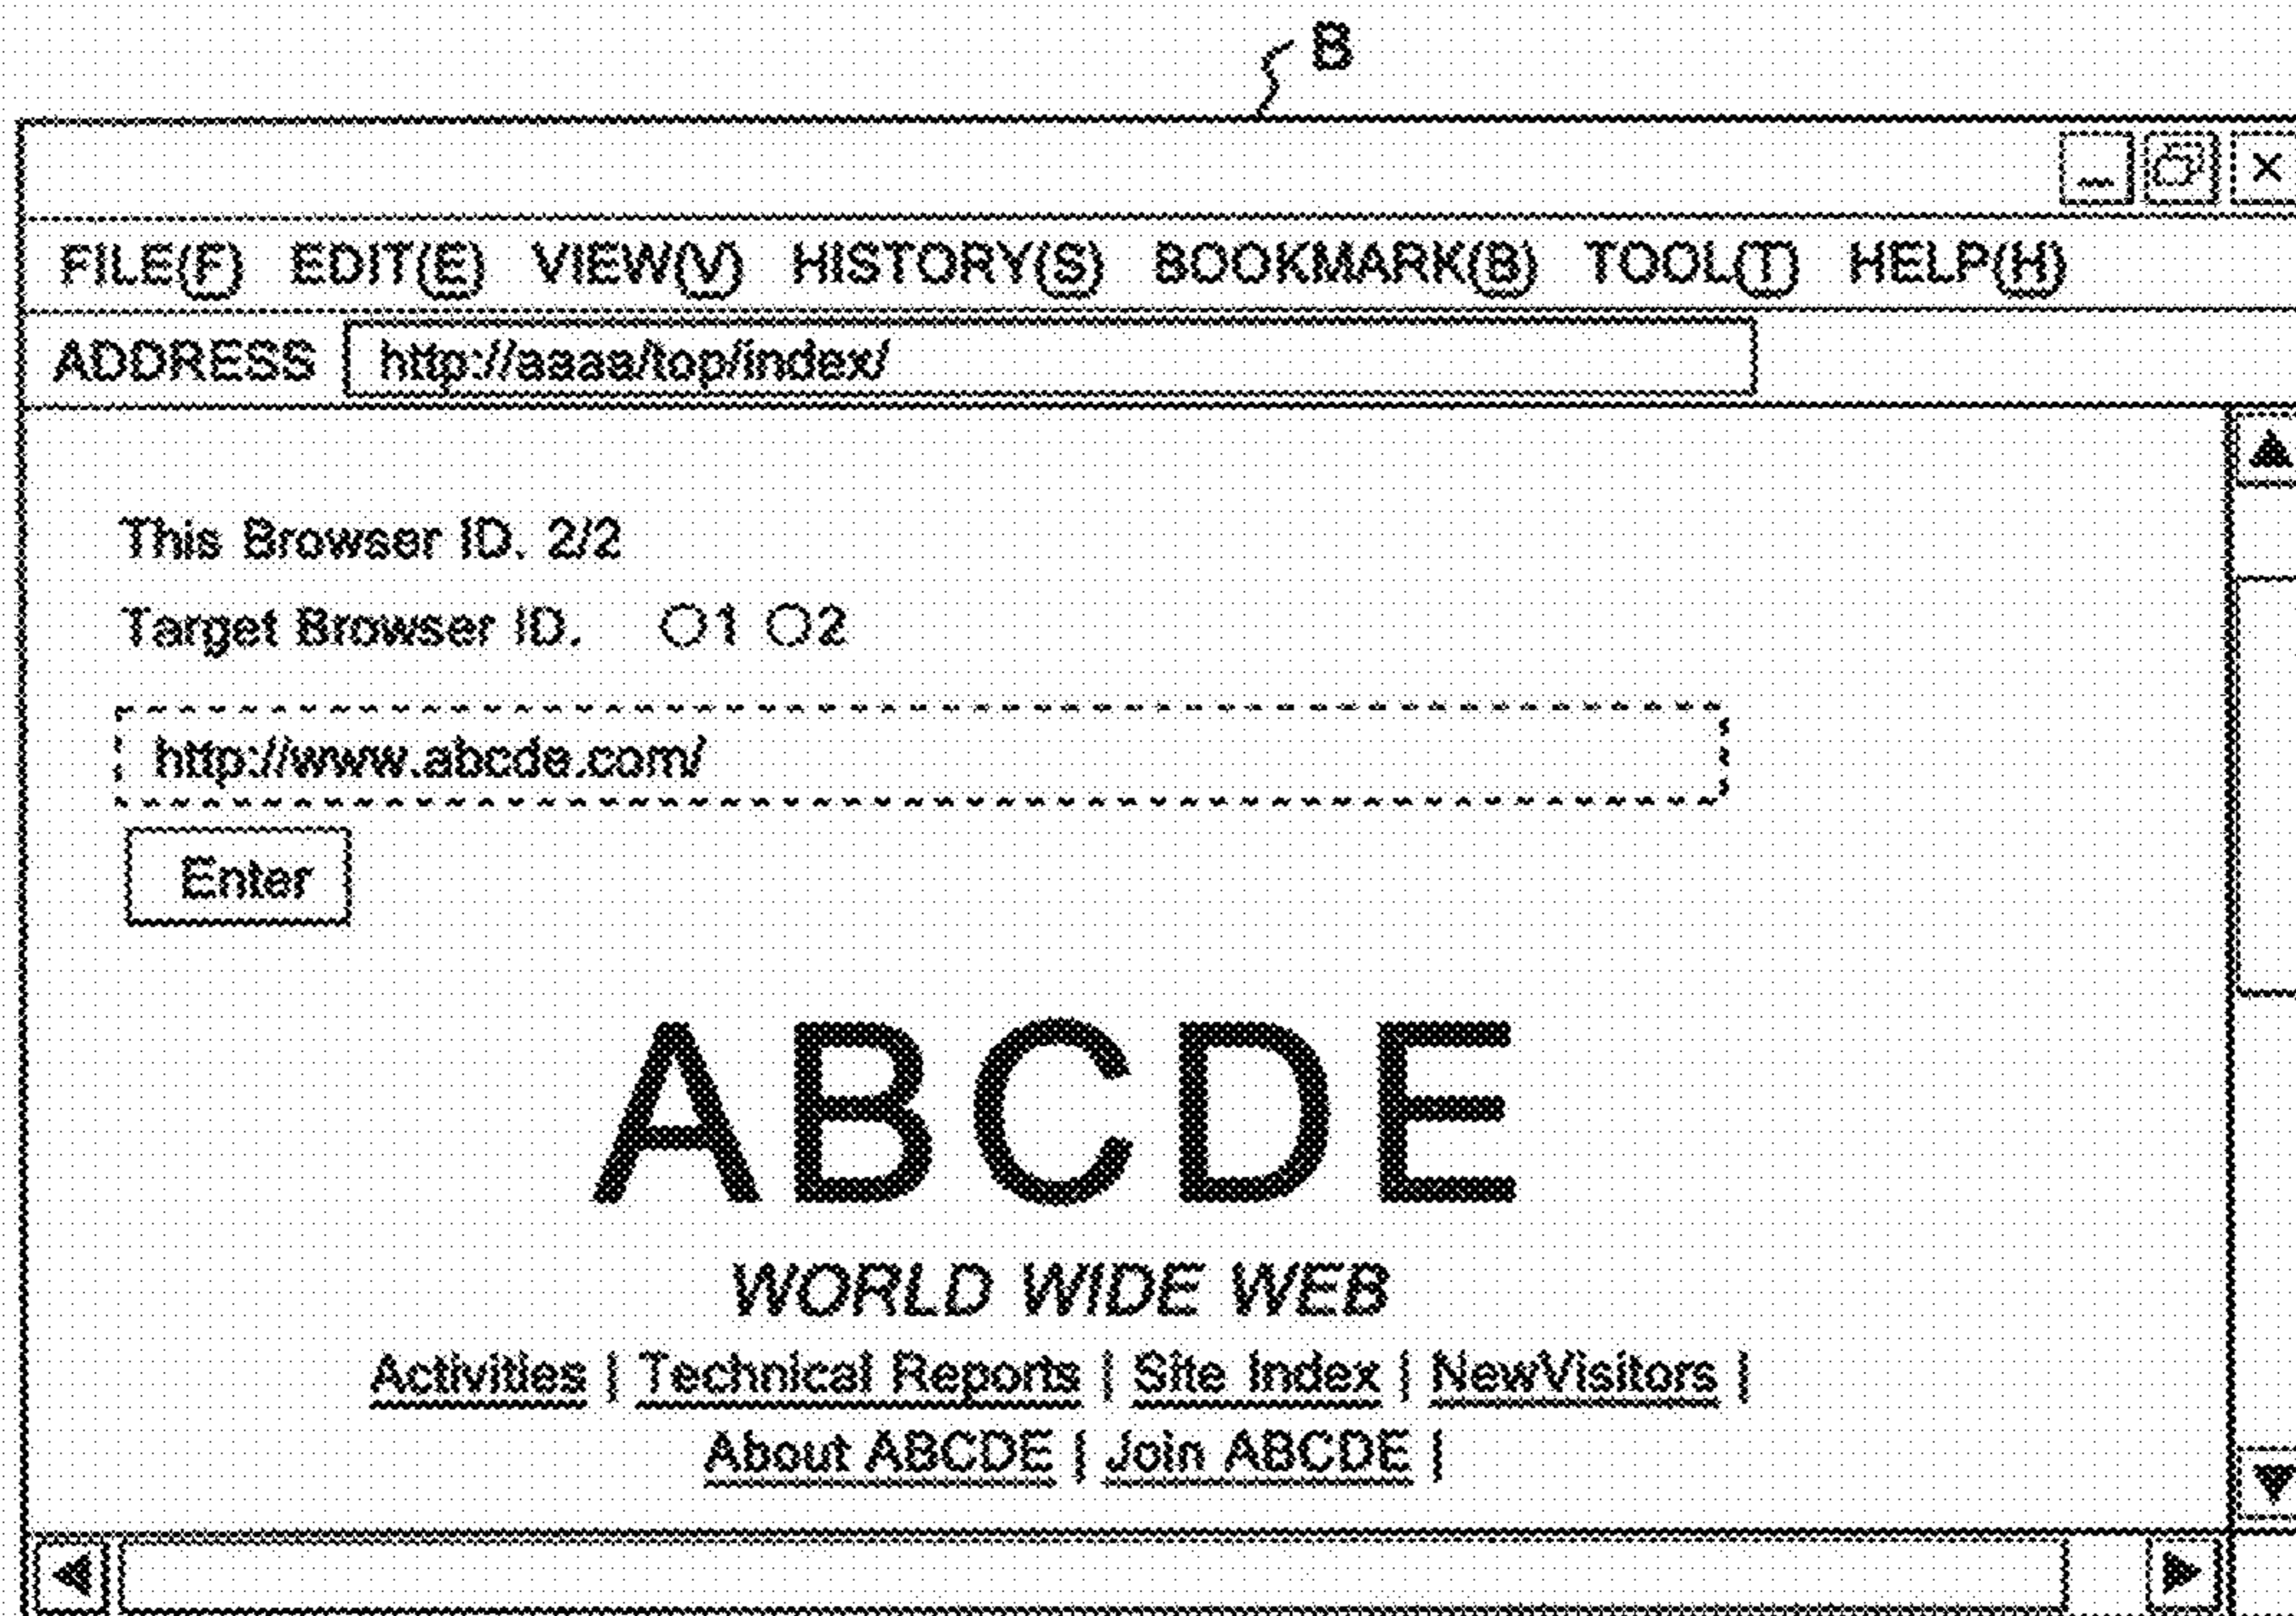 B
FILE(F) EDIT(E) VIEW(V) HISTORY(S) BOOKMARK(B) TOOL(T) HELP(H)
ADDRESS http://aaaa/top/index/
This Browser ID. 2/2
Target Browser ID. ○1 ○2
http://www.abcde.com/
Enter
ABCDE
WORLD WIDE WEB
Activities | Technical Reports | Site Index | NewVisitors |
About ABCDE | Join ABCDE |